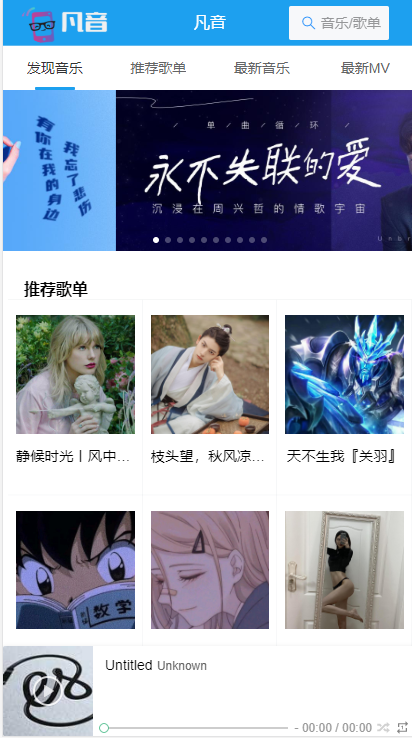 凡音
凡音
音乐/歌单
发现音乐
推荐歌单
最新音乐
最新MV
有你在我的身边
我忘了悲伤
单曲循环
永不失联的爱
沉浸在周兴哲的情歌宇宙
推荐歌单
静候时光丨风中...
枝头望，秋风凉...
天不生我『关羽』
数学
Untitled Unknown
- 00:00 / 00:00